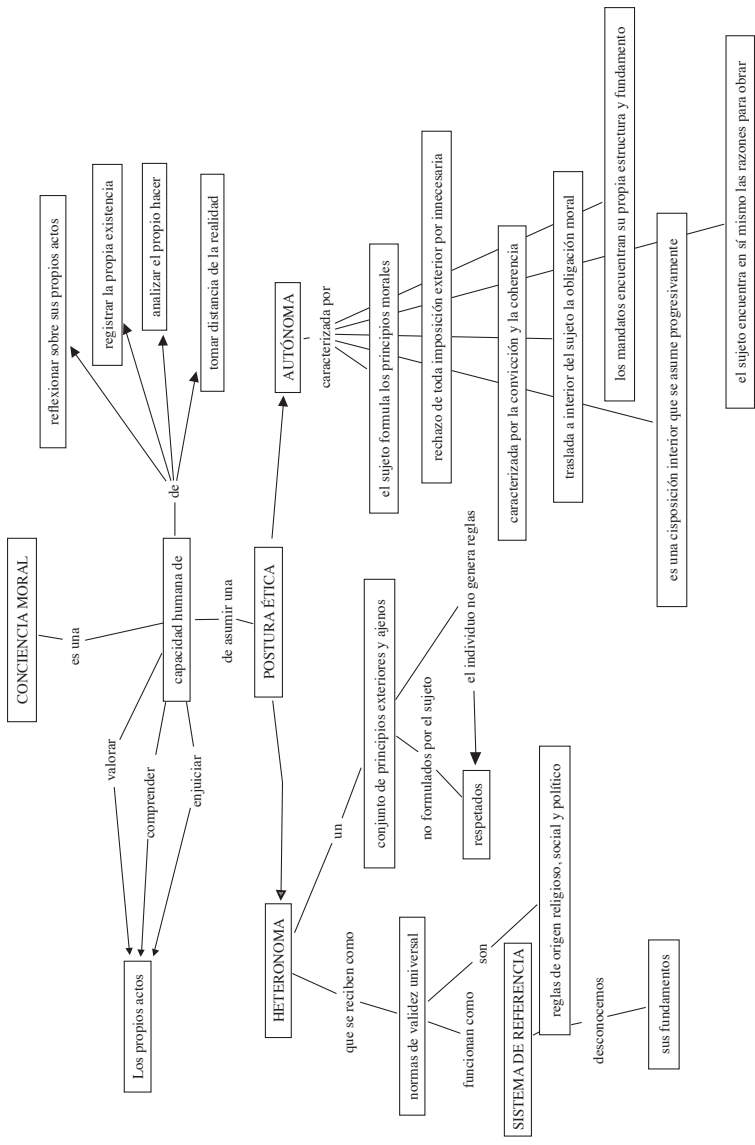 CONCIENCIA MORAL
es una
capacidad humana de
valorar
comprender
enjuiciar
Los propios actos
de
reflexionar sobre sus propios actos
registrar la propia existencia
analizar el propio hacer
tomar distancia de la realidad
de asumir una
POSTURA ÉTICA
HETERONOMA
que se reciben como
normas de validez universal
funcionan como
SISTEMA DE REFERENCIA
desconocemos
sus fundamentos
son
reglas de origen religioso, social y político
un
conjunto de principios exteriores y ajenos
no formulados por el sujeto
respetados
el individuo no genera reglas
AUTÓNOMA
caracterizada por
el sujeto formula los principios morales
rechazo de toda imposición exterior por innecesaria
caracterizada por la convicción y la coherencia
traslada a interior del sujeto la obligación moral
los mandatos encuentran su propia estructura y fundamento
es una cisposición interior que se asume progresivamente
el sujeto encuentra en sí mismo las razones para obrar